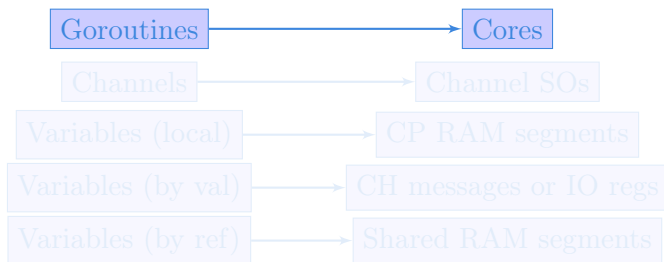 Goroutines Cores
Channels Channel SOs
Variables (local) CP RAM segments
Variables (by val) CH messages or IO regs
Variables (by ref) Shared RAM segments